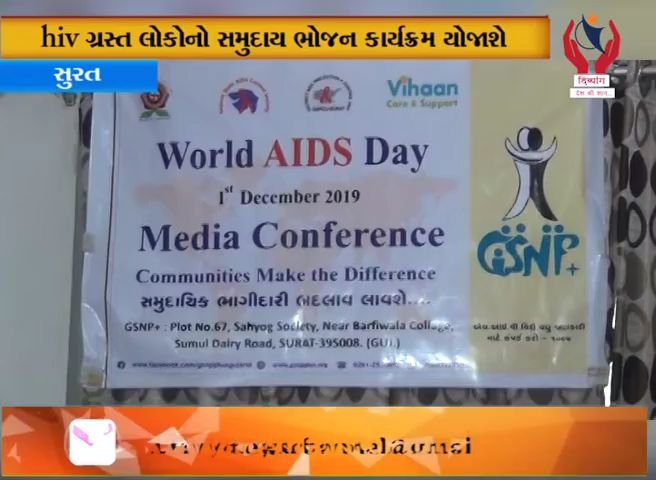 hiv ગ્રસ્ત લોકોનો સમુદાય ભોજન કાર્યક્રમ યોજાશે
સુરત
दिव्यांग
Vihaan
Care & Support
World AIDS Day
1st December 2019
Media Conference
Communities Make the Difference
સમુદાયિક ભાગીદારી બદલાવ લાવશે....
GSNP+ : Plot No.67, Sahyog Society, Near Barfiwala College,
Sumul Dairy Road, SURAT-395008. (GUJ.)
GSNP+